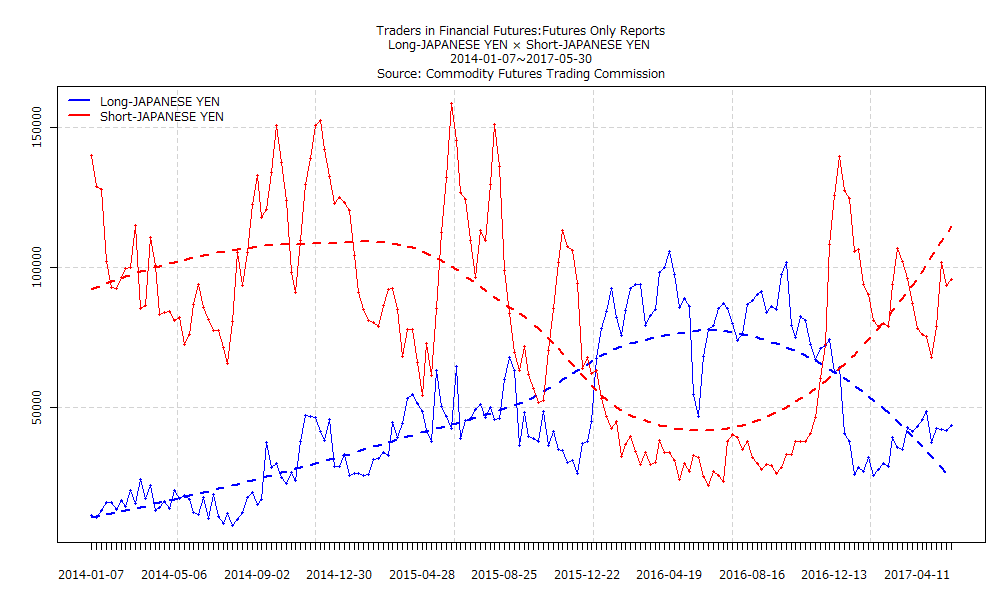 Traders in Financial Futures:Futures Only Reports
Long-JAPANESE YEN × Short-JAPANESE YEN
2014-01-07~2017-05-30
Source: Commodity Futures Trading Commission
Long-JAPANESE YEN
Short-JAPANESE YEN
150000
100000
50000
2014-01-07 2014-05-06 2014-09-02 2014-12-30 2015-04-28 2015-08-25 2015-12-22 2016-04-19 2016-08-16 2016-12-13 2017-04-11